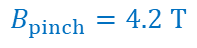 B_pinch = 4.2 T